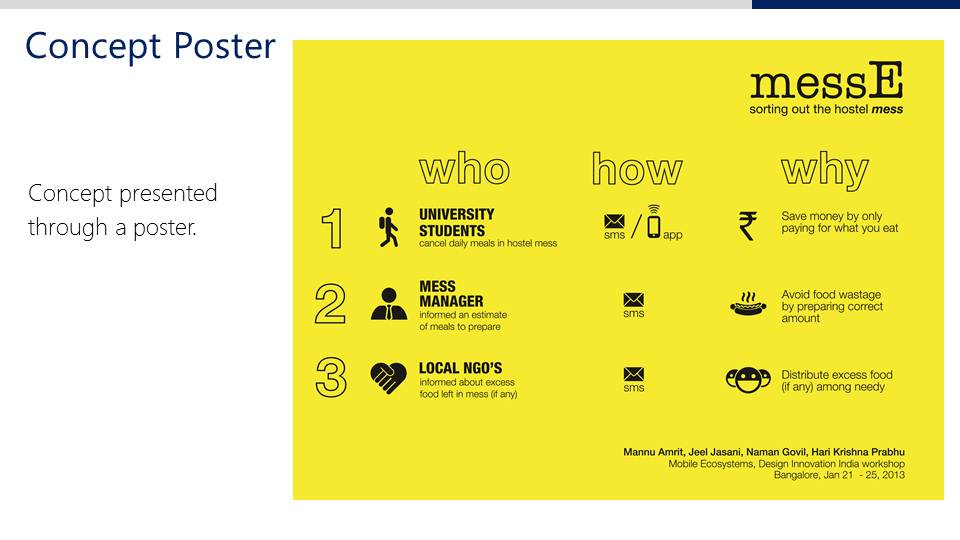 Concept Poster
Concept presented
through a poster.
messE
sorting out the hostel mess
who how why
1
UNIVERSITY
STUDENTS
cancel daily meals in hostel mess
sms / app
₹
Save money by only
paying for what you eat
2
MESS
MANAGER
informed an estimate
of meals to prepare
sms
Avoid food wastage
by preparing correct
amount
3
LOCAL NGO'S
informed about excess
food left in mess (if any)
sms
Distribute excess food
(if any) among needy
Mannu Amrit, Jeel Jasani, Naman Govil, Hari Krishna Prabhu
Mobile Ecosystems, Design Innovation India workshop
Bangalore, Jan 21 - 25, 2013